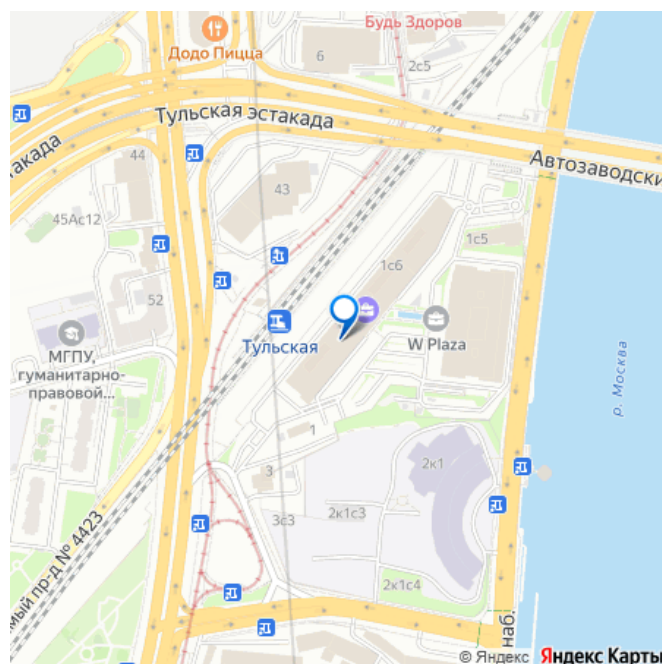 Будь Здоров
Додо Пицца
6
2с5
Тульская эстакада
такада
Автозаводски
44
43
45Ас12
1с6
1с5
52
МГПУ,
гуманитарно-
правовой...
Тульская
W Plaza
р. Москва
1
3
2к1
3с3
2к1с3
2к1с4
мый пр-д № 4423
наб.
© Яндекс Яндекс Карты